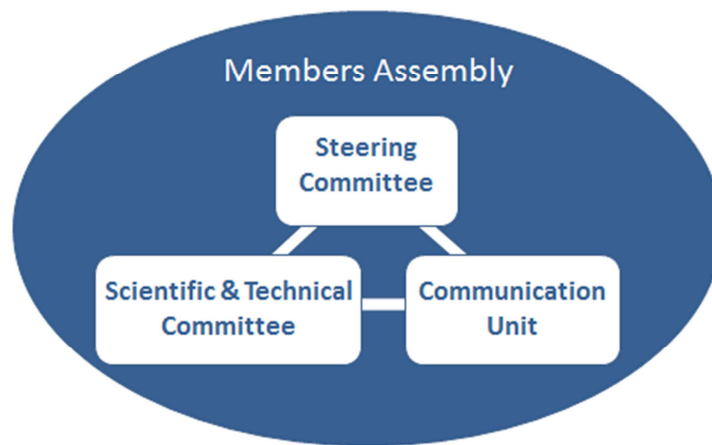 Members Assembly
Steering
Committee
Scientific & Technical
Committee
Communication
Unit